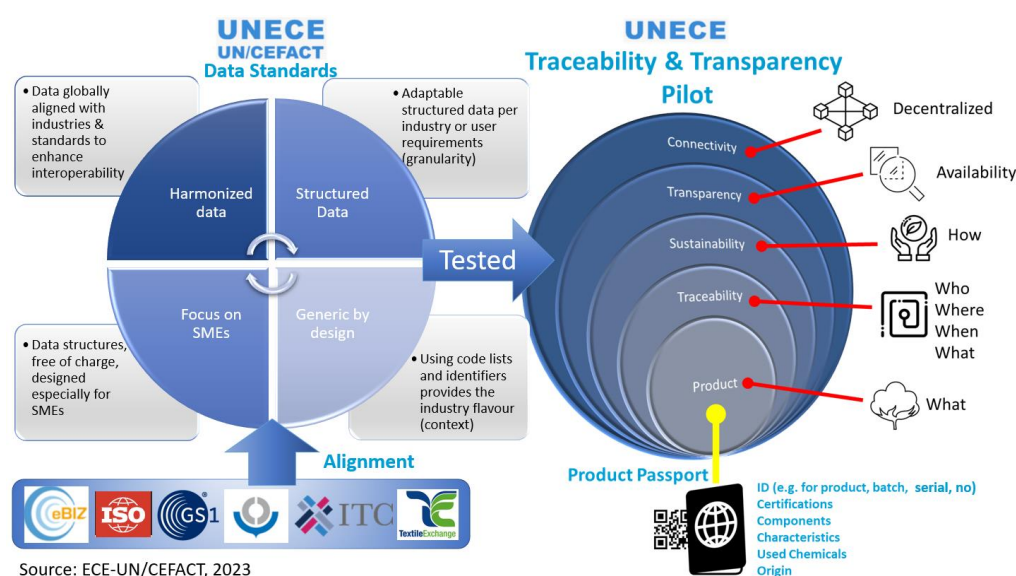 UNECE
UN/CEFACT
Data Standards
• Data globally
aligned with
industries &
standards to
enhance
interoperability
• Adaptable
structured data per
industry or user
requirements
(granularity)
Harmonized
data
Structured
Data
Focus on
SMEs
Generic by
design
• Data structures,
free of charge,
designed
especially for
SMEs
• Using code lists
and identifiers
provides the
industry flavour
(context)
Tested
Alignment
eBIZ
ISO
GS1
ITC
TextileExchange
Source: ECE-UN/CEFACT, 2023
UNECE
Traceability & Transparency
Pilot
Connectivity
Decentralized
Transparency
Availability
Sustainability
How
Traceability
Who
Where
When
What
Product
What
Product Passport
ID (e.g. for product, batch, serial, no)
Certifications
Components
Characteristics
Used Chemicals
Origin